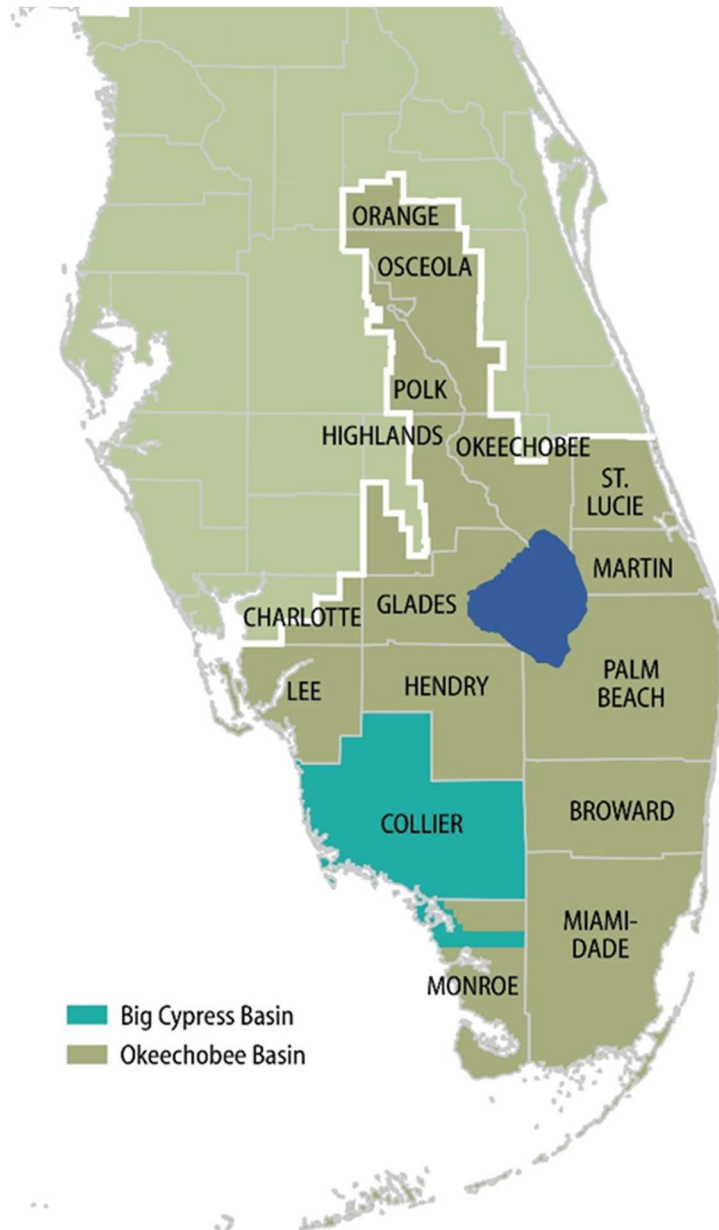 ORANGE
OSCEOLA
POLK
HIGHLANDS
OKEECHOBEE
ST.
LUCIE
MARTIN
CHARLOTTE
GLADES
LEE
HENDRY
PALM
BEACH
COLLIER
BROWARD
MIAMI-
DADE
MONROE
Big Cypress Basin
Okeechobee Basin